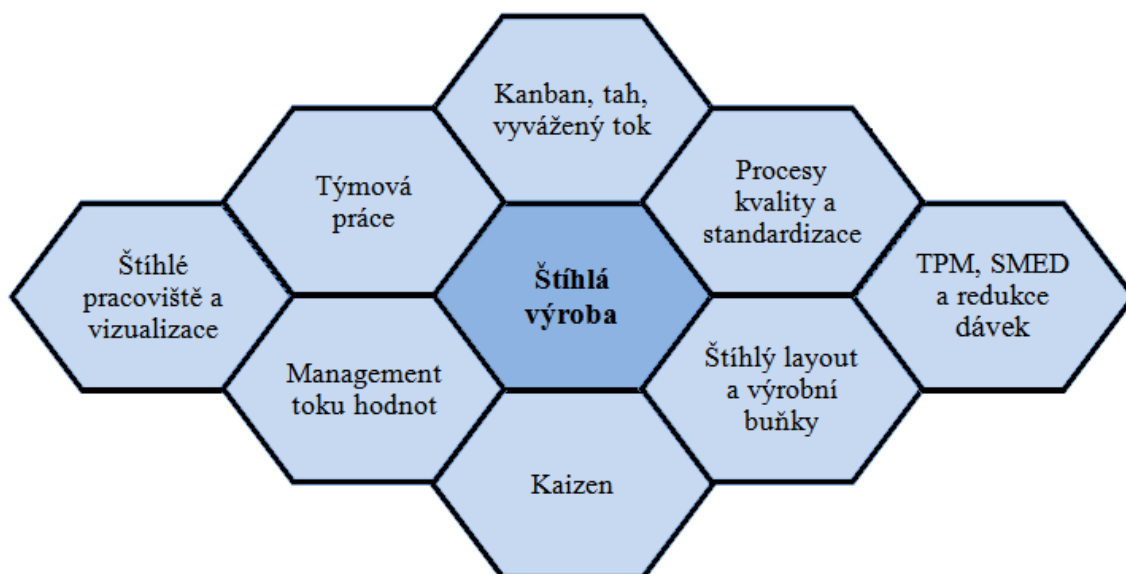 Kanban, tah,
vyvážený tok
Týmová
práce
Procesy
kvality a
standardizace
Štíhlé
pracoviště a
vizualizace
Štíhlá
výroba
TPM, SMED
a redukce
dávek
Management
toku hodnot
Štíhlý layout
a výrobní
buňky
Kaizen